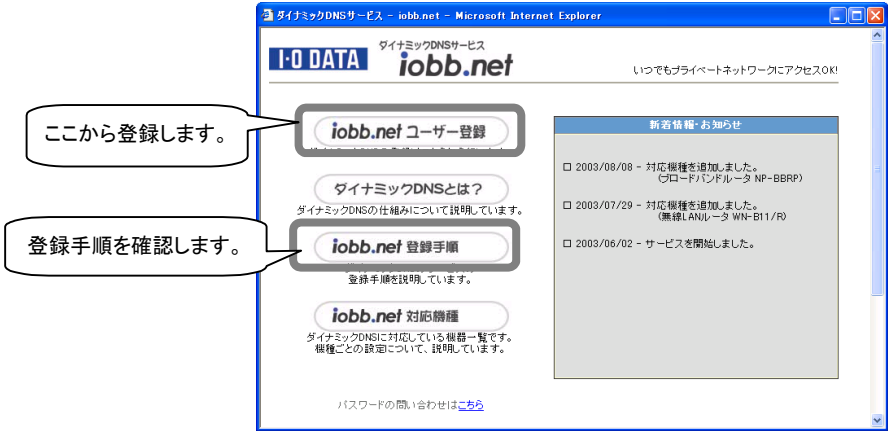 ダイナミックDNSサービス - iobb.net - Microsoft Internet Explorer
I-O DATA
ダイナミックDNSサービス
iobb.net
いつでもプライベートネットワークにアクセスOK!
ここから登録します。
iobb.net ユーザー登録
新着情報・お知らせ
2003/08/08 - 対応機種を追加しました。
(ブロードバンドルータ NP-BBRP)
ダイナミックDNSとは?
ダイナミックDNSの仕組みについて説明しています。
2003/07/29 - 対応機種を追加しました。
(無線LANルータ WN-B11/R)
登録手順を確認します。
iobb.net 登録手順
2003/06/02 - サービスを開始しました。
登録手順を説明しています。
iobb.net 対応機種
ダイナミックDNSに対応している機器一覧です。
機種ごとの設定について、説明しています。
パスワードの問い合わせはこちら